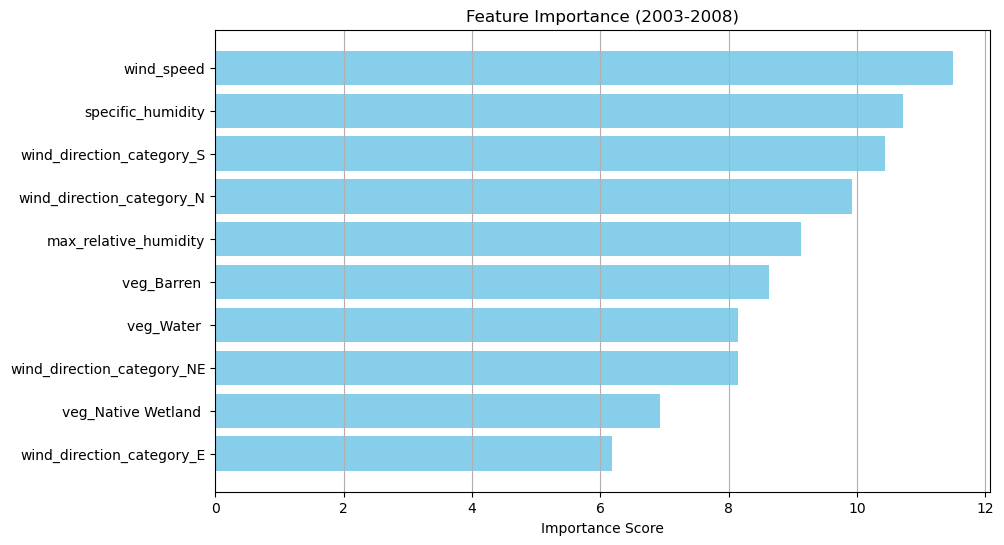 Feature Importance (2003-2008)
wind_speed
specific_humidity
wind_direction_category_S
wind_direction_category_N
max_relative_humidity
veg_Barren
veg_Water
wind_direction_category_NE
veg_Native Wetland
wind_direction_category_E
0 2 4 6 8 10 12
Importance Score